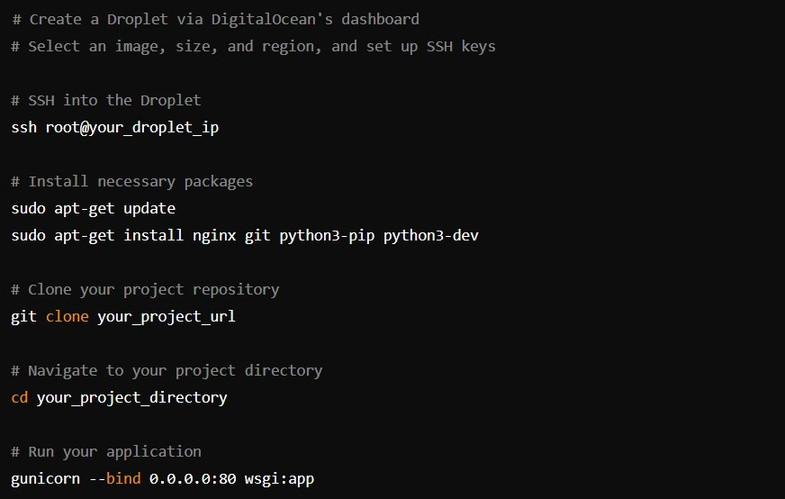 # Create a Droplet via DigitalOcean's dashboard
# Select an image, size, and region, and set up SSH keys
# SSH into the Droplet
ssh root@your_droplet_ip
# Install necessary packages
sudo apt-get update
sudo apt-get install nginx git python3-pip python3-dev
# Clone your project repository
git clone your_project_url
# Navigate to your project directory
cd your_project_directory
# Run your application
gunicorn --bind 0.0.0.0:80 wsgi:app